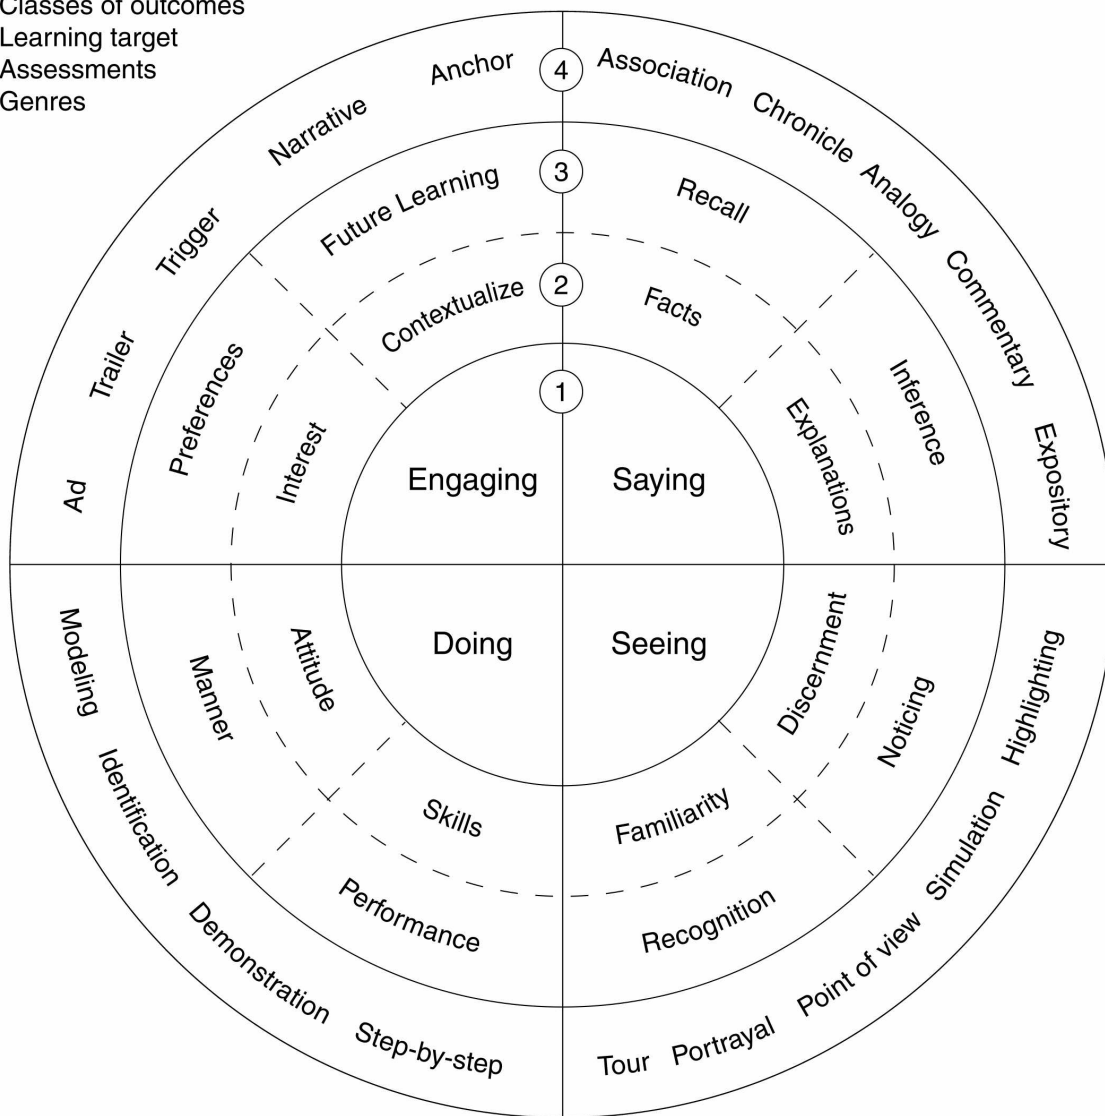 Classes of outcomes
Learning target
Assessments
Genres
4
3
2
1
Anchor
Narrative
Trigger
Trailer
Ad
Future Learning
Preferences
Contextualize
Interest
Engaging
Association
Chronicle
Analogy
Commentary
Expository
Recall
Inference
Facts
Explanations
Saying
Doing
Attitude
Skills
Manner
Performance
Modeling
Identification
Demonstration
Step-by-step
Seeing
Discernment
Familiarity
Noticing
Recognition
Highlighting
Simulation
Point of view
Portrayal
Tour